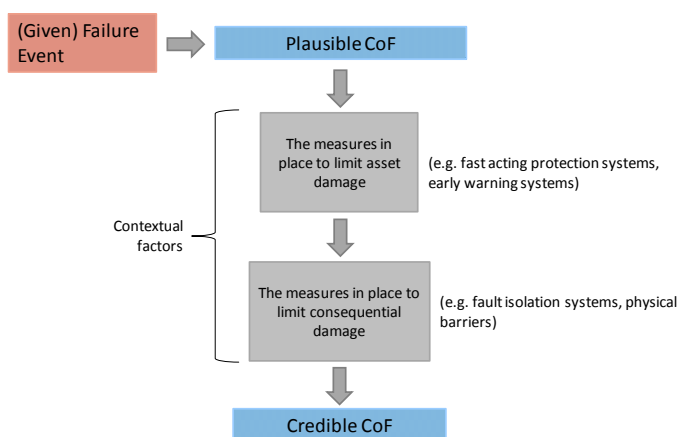 (Given) Failure
Event
Plausible CoF
The measures in
place to limit asset
damage
(e.g. fast acting protection systems,
early warning systems)
Contextual
factors
The measures in place to
limit consequential
damage
(e.g. fault isolation systems, physical
barriers)
Credible CoF